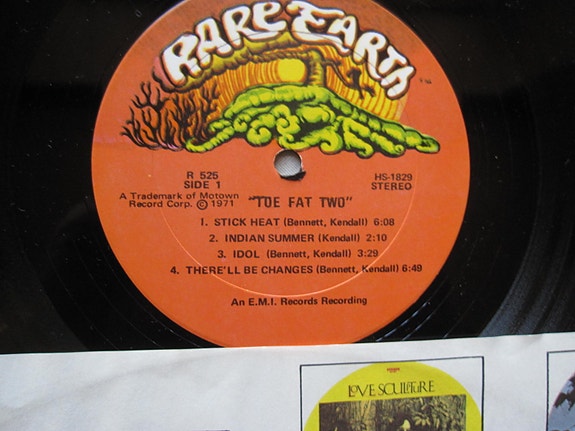 RARE EARTH
R 525
SIDE 1
HS-1829
STEREO
A Trademark of Motown
Record Corp. © 1971
"TOE FAT TWO"
1. STICK HEAT (Bennett, Kendall) 6:08
2. INDIAN SUMMER (Kendall) 2:10
3. IDOL (Bennett, Kendall) 3:29
4. THERE'LL BE CHANGES (Bennett, Kendall) 6:49
An E.M.I. Records Recording
LOVE SCULPTURE